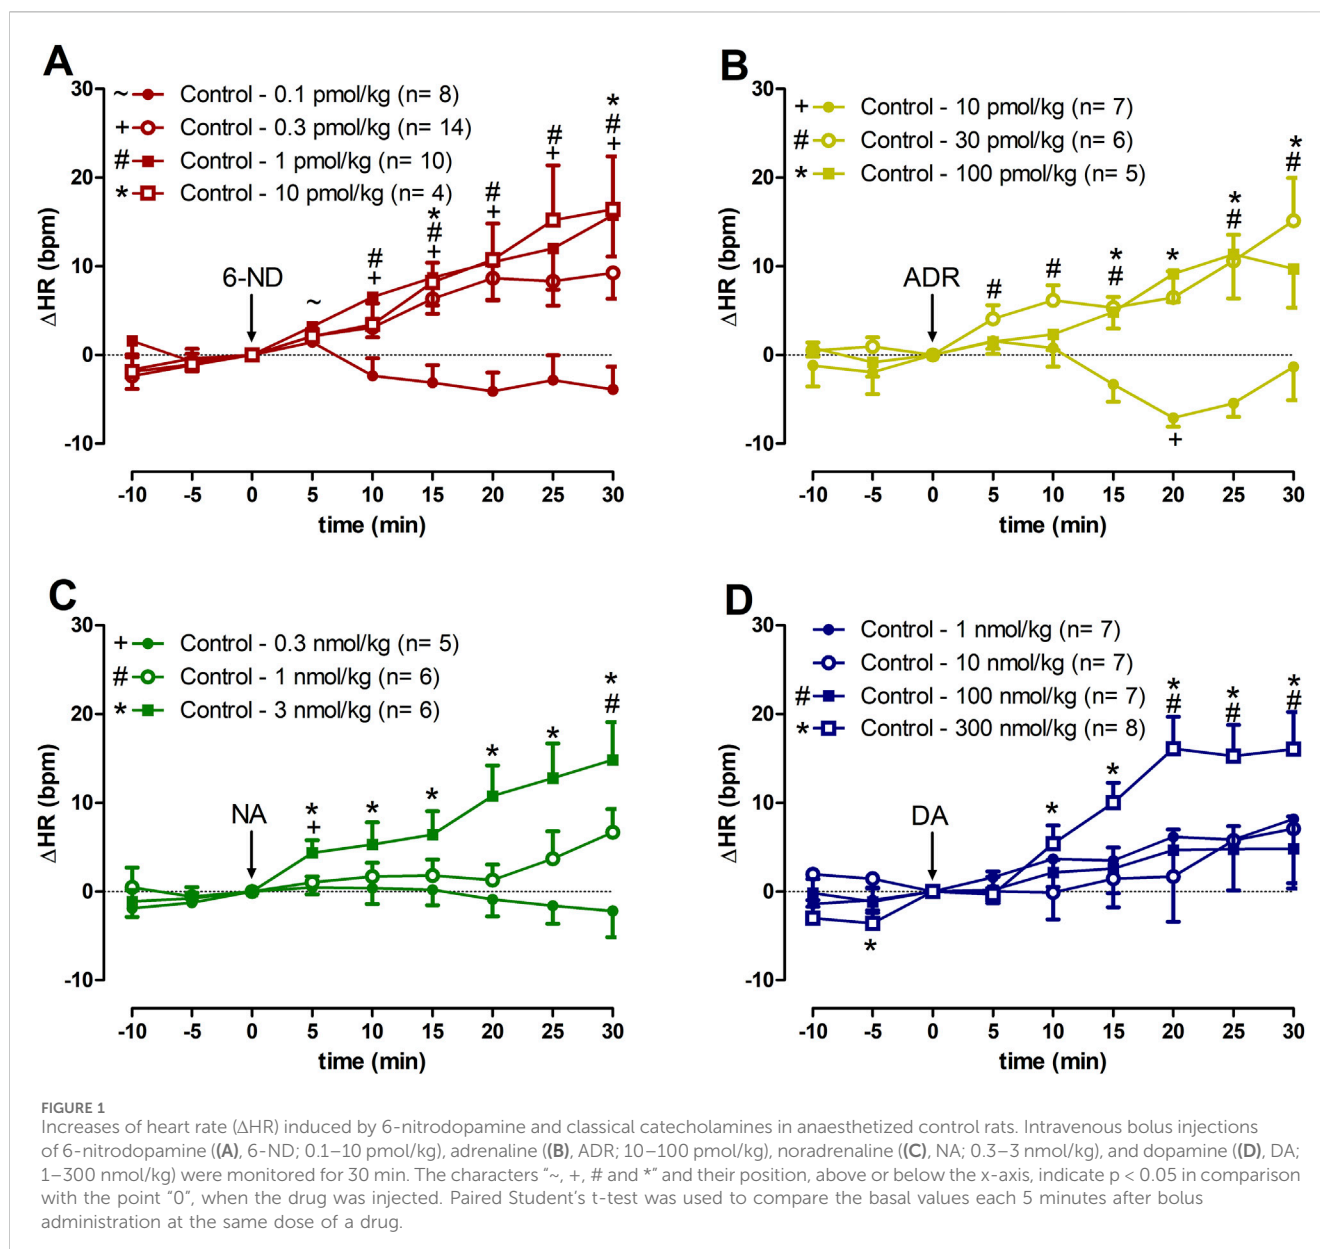 A
30
20
10
0
-10
ΔHR (bpm)
~ Control - 0.1 pmol/kg (n= 8)
+ Control - 0.3 pmol/kg (n= 14)
# Control - 1 pmol/kg (n= 10)
* Control - 10 pmol/kg (n= 4)
6-ND
~
#
+
*
#
+
#
+
#
+
*
#
+
-10 -5 0 5 10 15 20 25 30
time (min)
B
30
20
10
0
-10
ΔHR (bpm)
+ Control - 10 pmol/kg (n= 7)
# Control - 30 pmol/kg (n= 6)
* Control - 100 pmol/kg (n= 5)
ADR
#
#
*
#
*
+
*
#
*
#
-10 -5 0 5 10 15 20 25 30
time (min)
C
30
20
10
0
-10
ΔHR (bpm)
+ Control - 0.3 nmol/kg (n= 5)
# Control - 1 nmol/kg (n= 6)
* Control - 3 nmol/kg (n= 6)
NA
*
+
*
*
*
*
*
#
-10 -5 0 5 10 15 20 25 30
time (min)
D
30
20
10
0
-10
ΔHR (bpm)
Control - 1 nmol/kg (n= 7)
Control - 10 nmol/kg (n= 7)
# Control - 100 nmol/kg (n= 7)
* Control - 300 nmol/kg (n= 8)
DA
*
*
*
*
#
*
#
*
#
-10 -5 0 5 10 15 20 25 30
time (min)
FIGURE 1
Increases of heart rate (ΔHR) induced by 6-nitrodopamine and classical catecholamines in anaesthetized control rats. Intravenous bolus injections
of 6-nitrodopamine ((A), 6-ND; 0.1–10 pmol/kg), adrenaline ((B), ADR; 10–100 pmol/kg), noradrenaline ((C), NA; 0.3–3 nmol/kg), and dopamine ((D), DA;
1–300 nmol/kg) were monitored for 30 min. The characters “~, +, # and *” and their position, above or below the x-axis, indicate p < 0.05 in comparison
with the point “0”, when the drug was injected. Paired Student’s t-test was used to compare the basal values each 5 minutes after bolus
administration at the same dose of a drug.